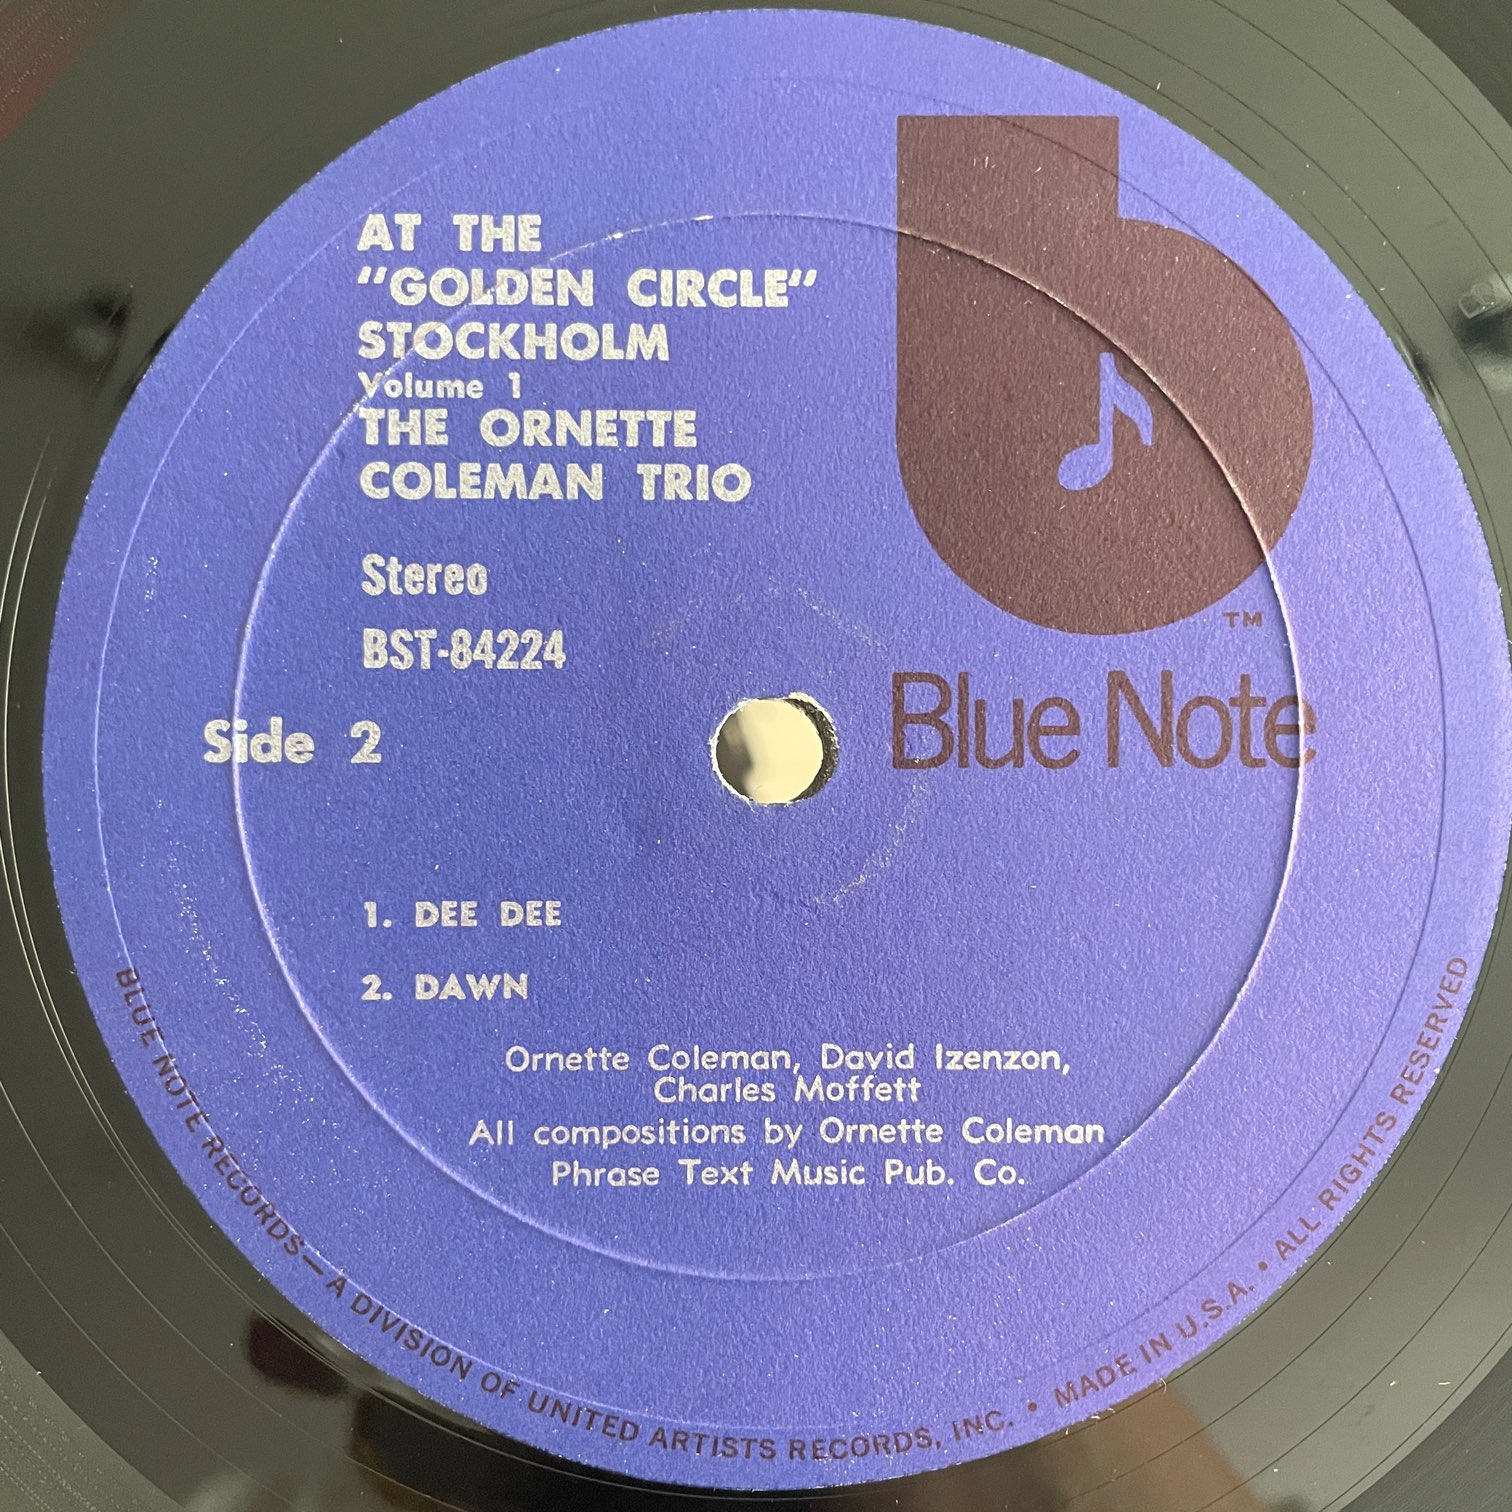 AT THE
"GOLDEN CIRCLE"
STOCKHOLM
Volume 1
THE ORNETTE
COLEMAN TRIO
Stereo
BST-84224
Side 2
TM
Blue Note
1. DEE DEE
2. DAWN
Ornette Coleman, David Izenzon,
Charles Moffett
All compositions by Ornette Coleman
Phrase Text Music Pub. Co.
BLUE NOTE RECORDS—A DIVISION OF UNITED ARTISTS RECORDS, INC. • MADE IN U.S.A. • ALL RIGHTS RESERVED